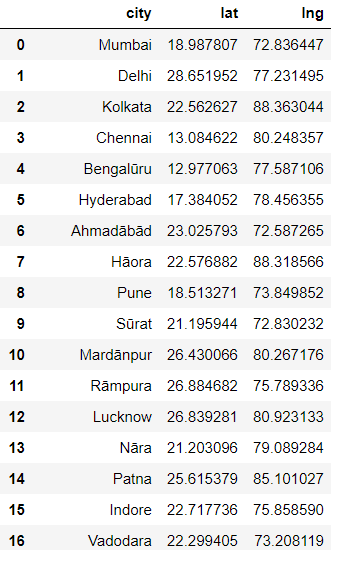 city lat lng
0 Mumbai 18.987807 72.836447
1 Delhi 28.651952 77.231495
2 Kolkata 22.562627 88.363044
3 Chennai 13.084622 80.248357
4 Bengalūru 12.977063 77.587106
5 Hyderabad 17.384052 78.456355
6 Ahmadābād 23.025793 72.587265
7 Hāora 22.576882 88.318566
8 Pune 18.513271 73.849852
9 Sūrat 21.195944 72.830232
10 Mardānpur 26.430066 80.267176
11 Rāmpura 26.884682 75.789336
12 Lucknow 26.839281 80.923133
13 Nāra 21.203096 79.089284
14 Patna 25.615379 85.101027
15 Indore 22.717736 75.858590
16 Vadodara 22.299405 73.208119